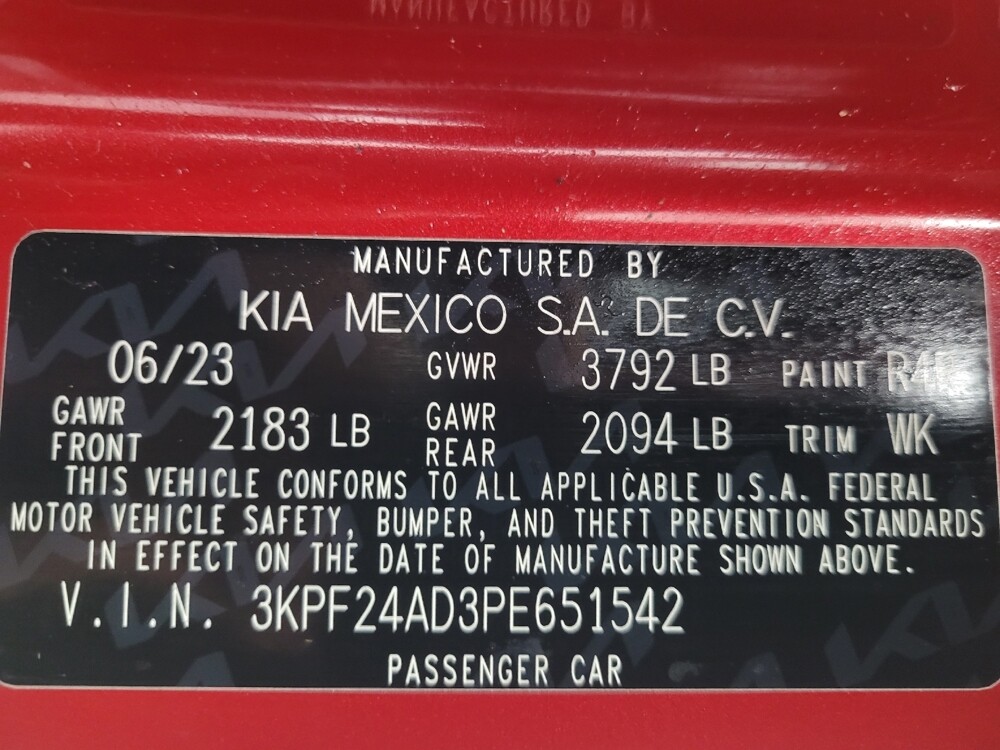 MANUFACTURED BY
KIA MEXICO S.A. DE C.V.
06/23 GVWR 3792 LB PAINT
GAWR FRONT 2183 LB GAWR REAR 2094 LB TRIM WK
THIS VEHICLE CONFORMS TO ALL APPLICABLE U.S.A. FEDERAL
MOTOR VEHICLE SAFETY, BUMPER, AND THEFT PREVENTION STANDARDS
IN EFFECT ON THE DATE OF MANUFACTURE SHOWN ABOVE.
V.I.N. 3KPF24AD3PE651542
PASSENGER CAR